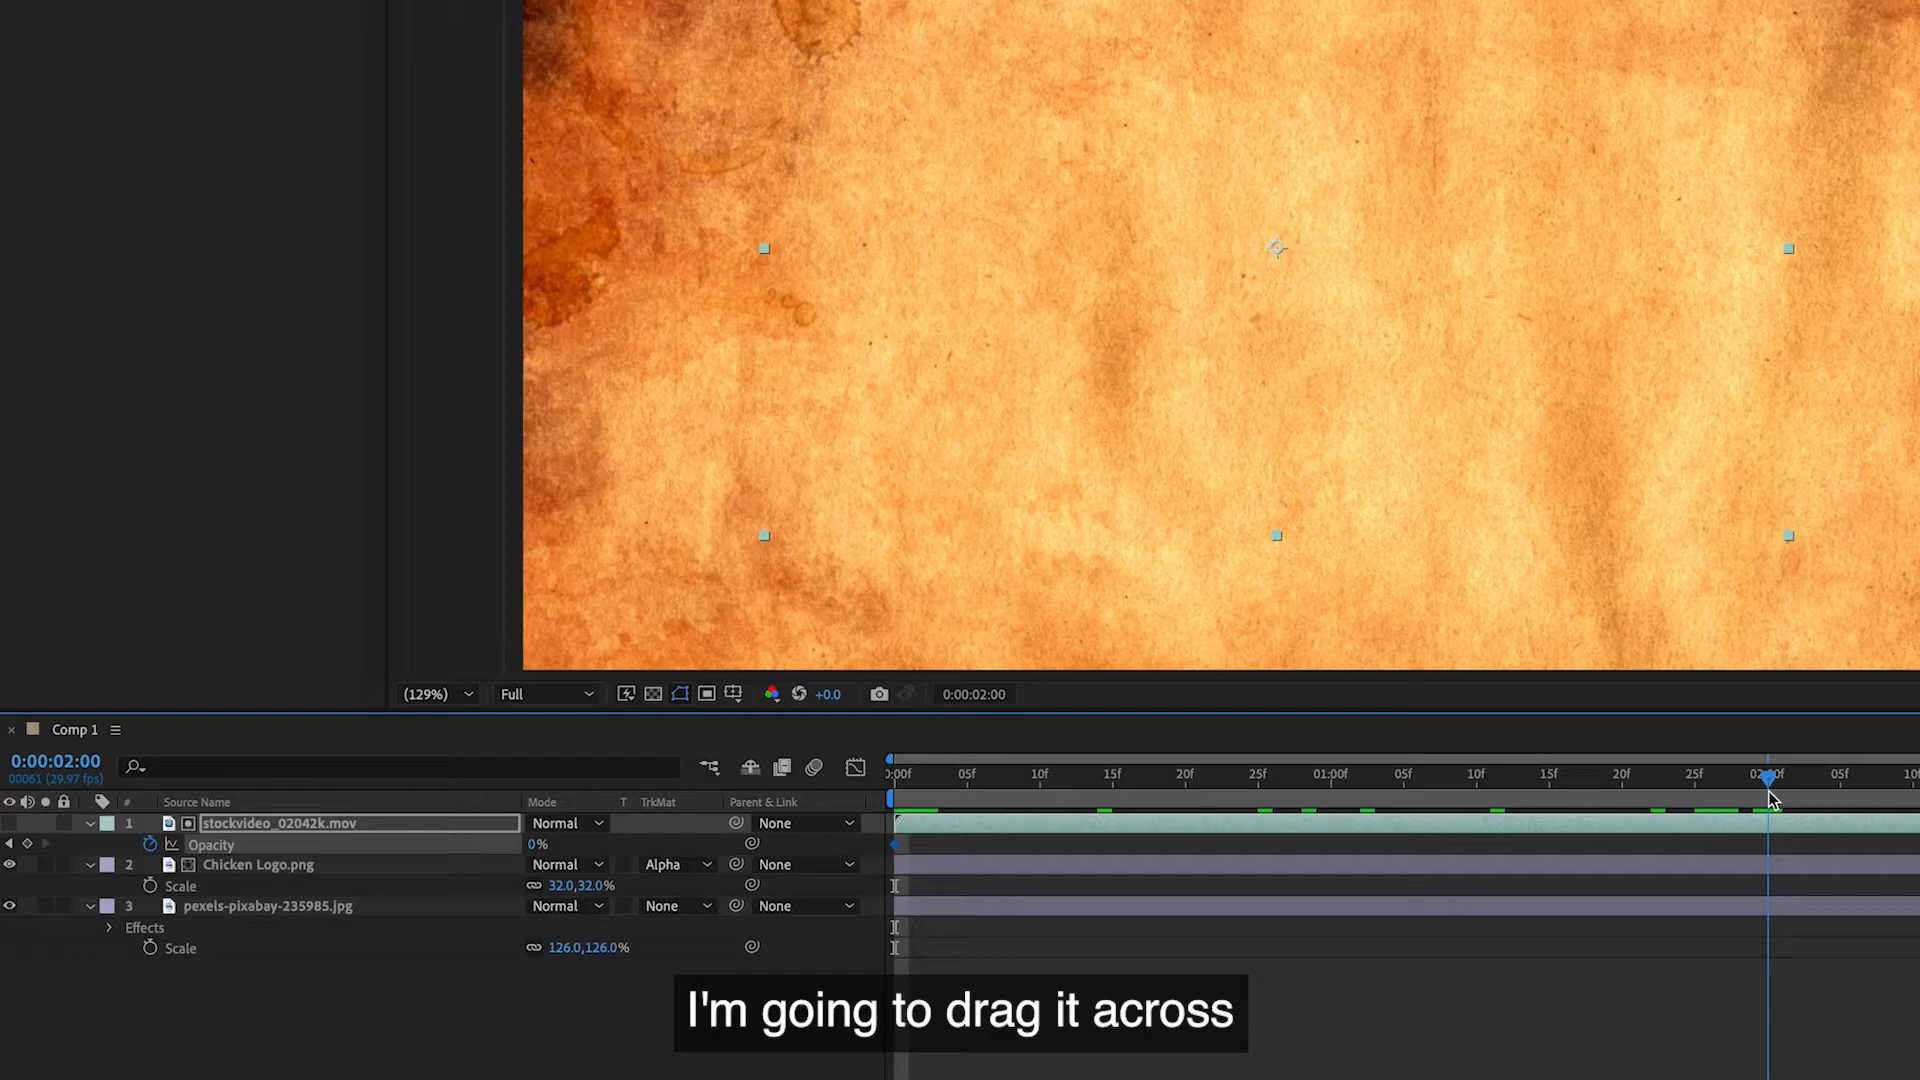 (129%) Full +0.0 0:00:02:00
Comp 1
0:00:02:00
00061 (29.97 fps)
0:00f 05f 10f 15f 20f 25f 01:00f 05f 10f 15f 20f 25f 02:00f 05f 10
# Source Name Mode T TrkMat Parent & Link
1 stockvideo_02042k.mov Normal None
Opacity 0%
2 Chicken Logo.png Normal Alpha None
Scale 32.0,32.0%
3 pexels-pixabay-235985.jpg Normal None None
Effects
Scale 126.0,126.0%
I'm going to drag it across